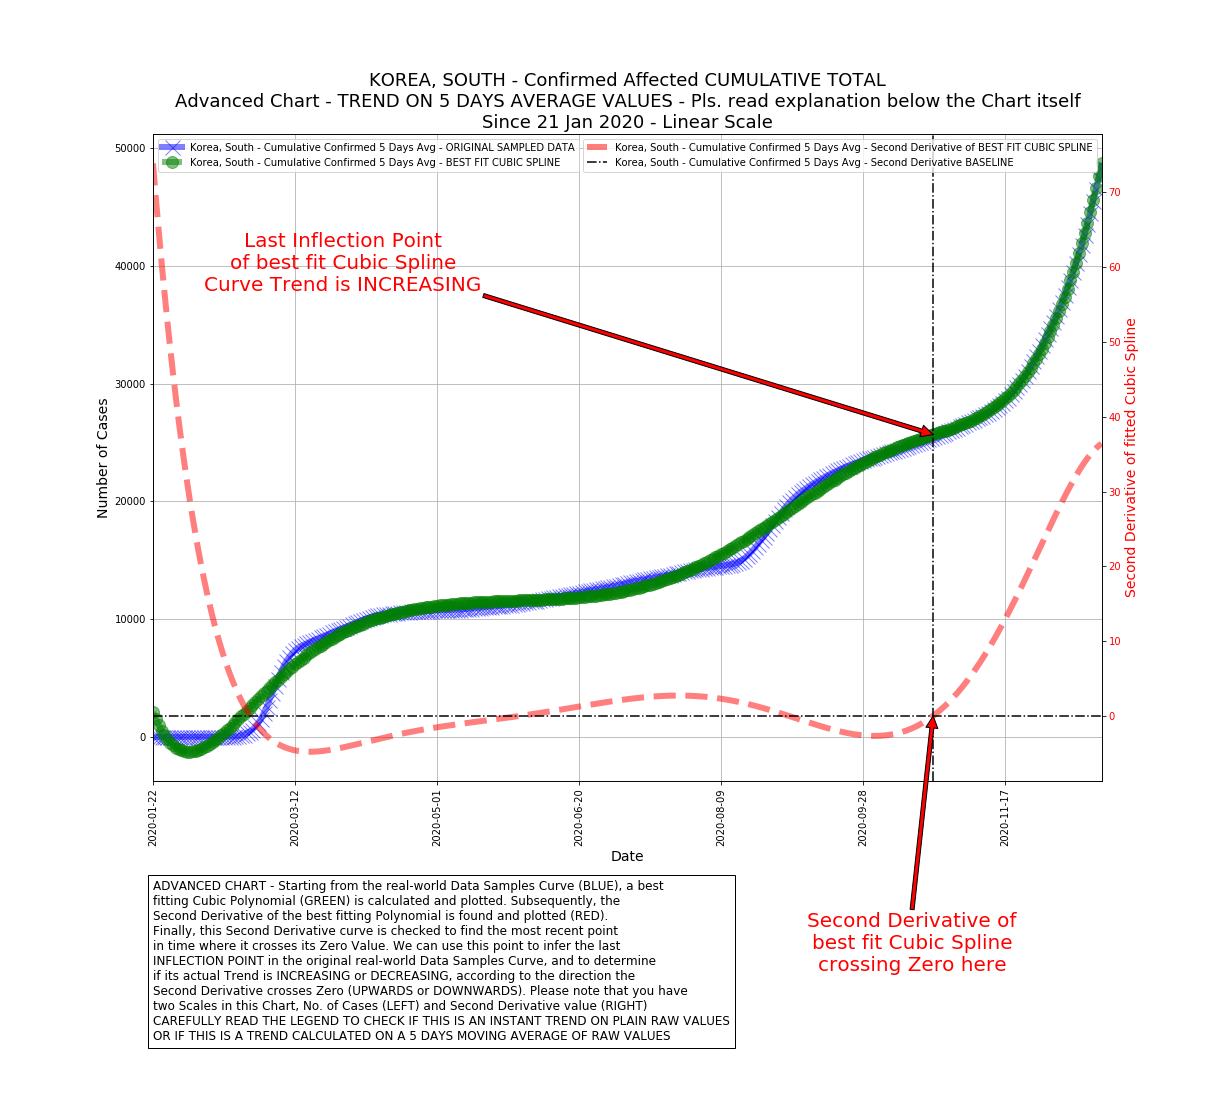 KOREA, SOUTH - Confirmed Affected CUMULATIVE TOTAL
Advanced Chart - TREND ON 5 DAYS AVERAGE VALUES - Pls. read explanation below the Chart itself
Since 21 Jan 2020 - Linear Scale
Korea, South - Cumulative Confirmed 5 Days Avg - ORIGINAL SAMPLED DATA
Korea, South - Cumulative Confirmed 5 Days Avg - BEST FIT CUBIC SPLINE
Korea, South - Cumulative Confirmed 5 Days Avg - Second Derivative of BEST FIT CUBIC SPLINE
Korea, South - Cumulative Confirmed 5 Days Avg - Second Derivative BASELINE
Last Inflection Point
of best fit Cubic Spline
Curve Trend is INCREASING
Number of Cases
50000
40000
30000
20000
10000
0
Second Derivative of fitted Cubic Spline
70
60
50
40
30
20
10
0
2020-01-22
2020-03-12
2020-05-01
2020-06-20
2020-08-09
2020-09-28
2020-11-17
Date
ADVANCED CHART - Starting from the real-world Data Samples Curve (BLUE), a best
fitting Cubic Polynomial (GREEN) is calculated and plotted. Subsequently, the
Second Derivative of the best fitting Polynomial is found and plotted (RED).
Finally, this Second Derivative curve is checked to find the most recent point
in time where it crosses its Zero Value. We can use this point to infer the last
INFLECTION POINT in the original real-world Data Samples Curve, and to determine
if its actual Trend is INCREASING or DECREASING, according to the direction the
Second Derivative crosses Zero (UPWARDS or DOWNWARDS). Please note that you have
two Scales in this Chart, No. of Cases (LEFT) and Second Derivative value (RIGHT)
CAREFULLY READ THE LEGEND TO CHECK IF THIS IS AN INSTANT TREND ON PLAIN RAW VALUES
OR IF THIS IS A TREND CALCULATED ON A 5 DAYS MOVING AVERAGE OF RAW VALUES
Second Derivative of
best fit Cubic Spline
crossing Zero here